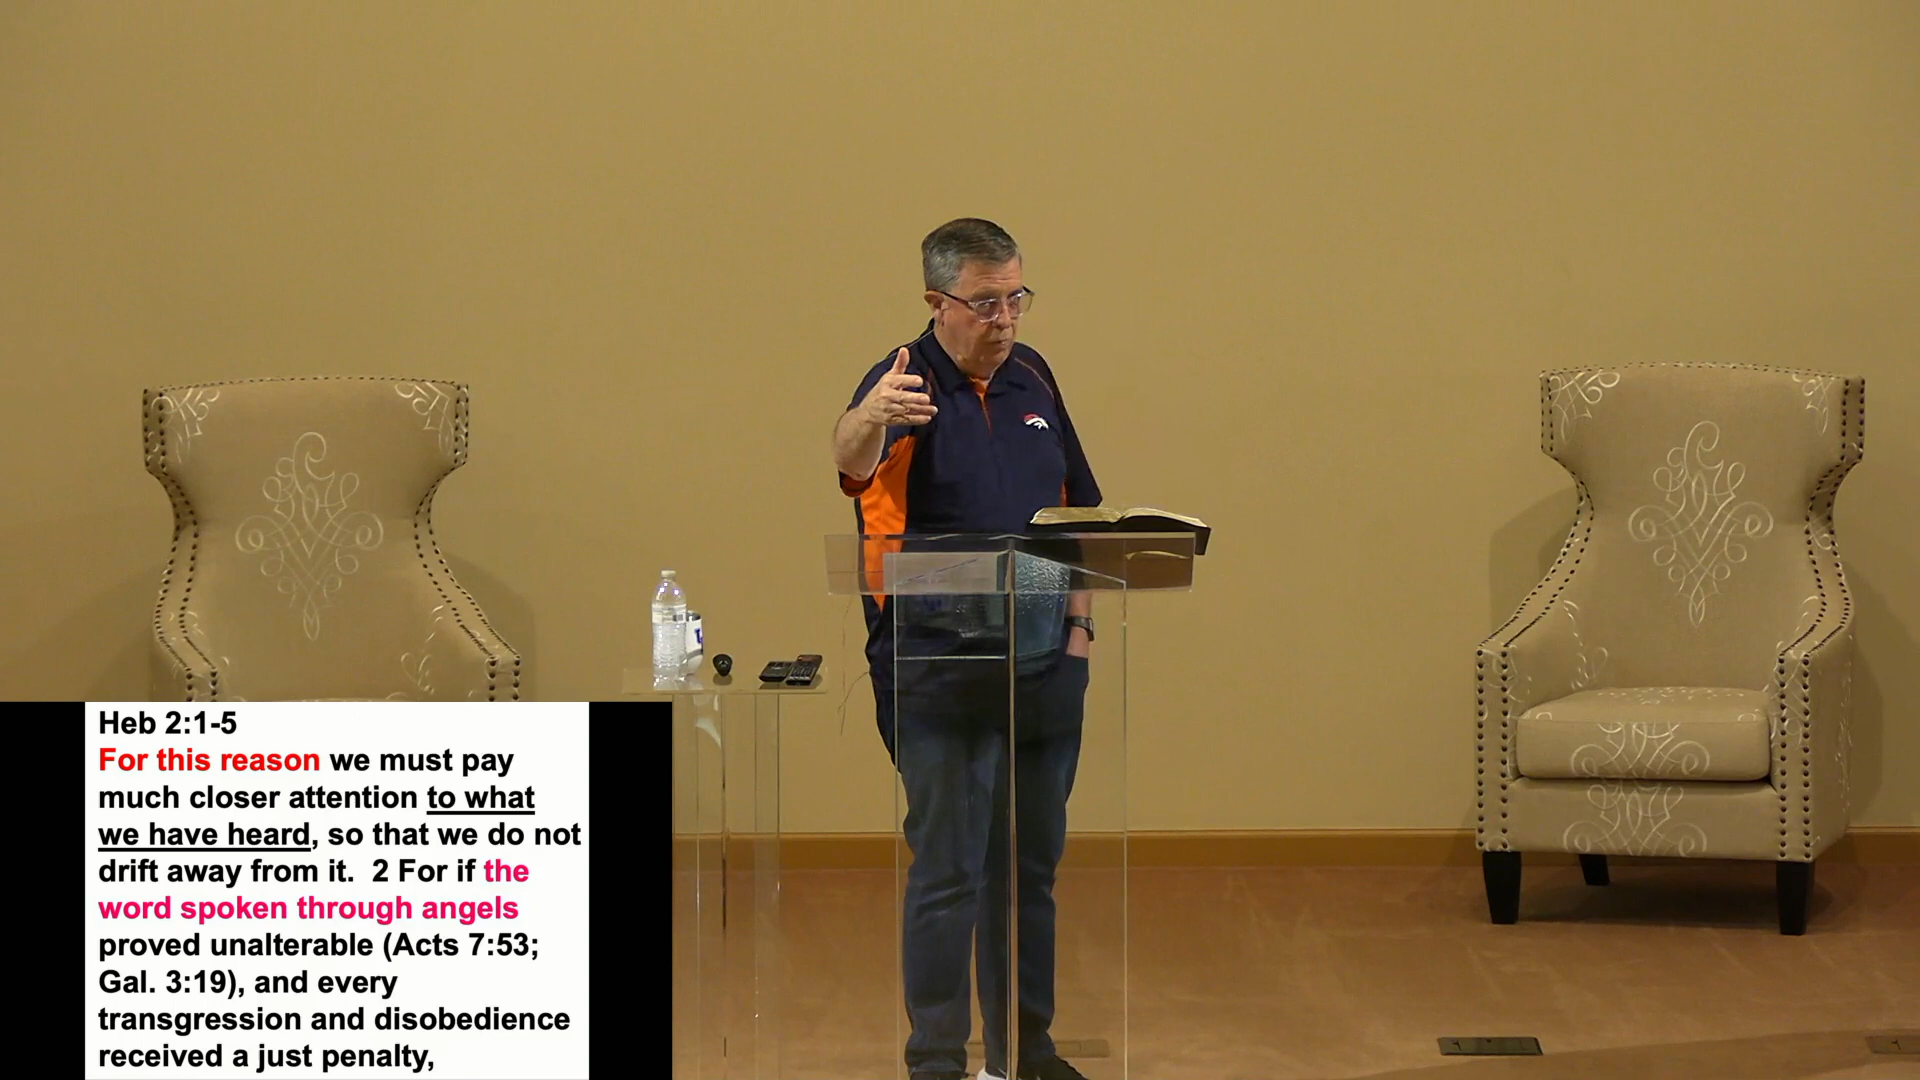 Heb 2:1-5
For this reason we must pay
much closer attention to what
we have heard, so that we do not
drift away from it.  2 For if the
word spoken through angels
proved unalterable (Acts 7:53;
Gal. 3:19), and every
transgression and disobedience
received a just penalty,